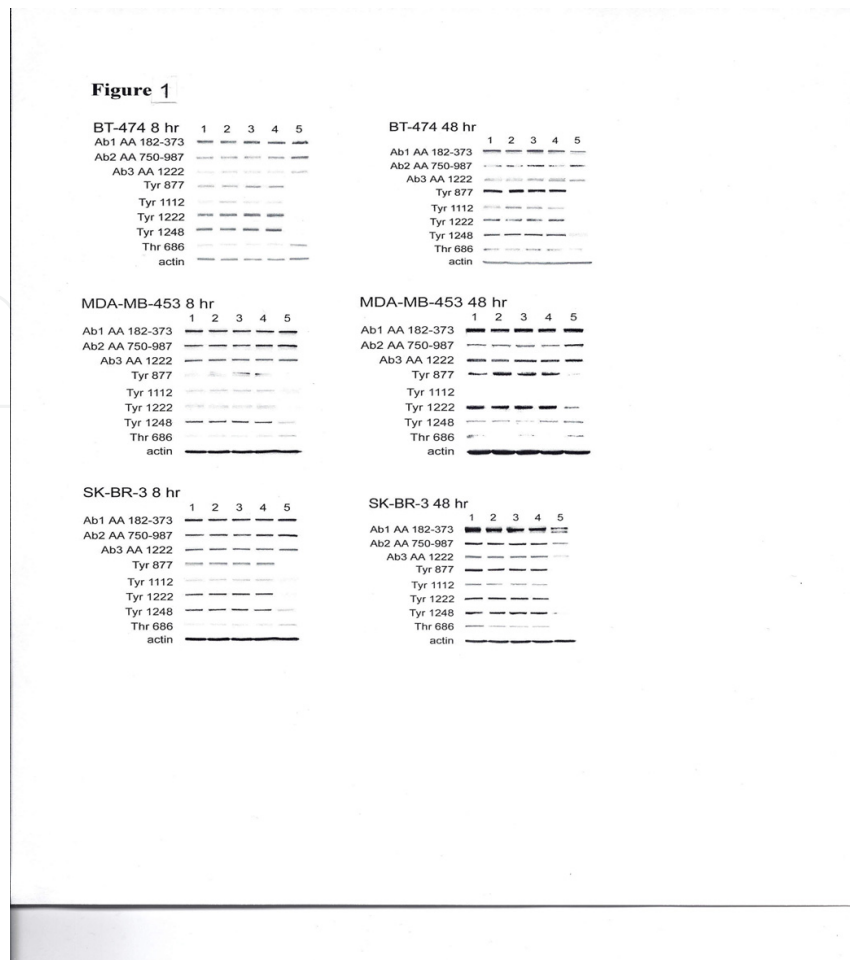 Figure 1
BT-474 8 hr 1 2 3 4 5
Ab1 AA 182-373
Ab2 AA 750-987
Ab3 AA 1222
Tyr 877
Tyr 1112
Tyr 1222
Tyr 1248
Thr 686
actin
BT-474 48 hr
1 2 3 4 5
Ab1 AA 182-373
Ab2 AA 750-987
Ab3 AA 1222
Tyr 877
Tyr 1112
Tyr 1222
Tyr 1248
Thr 686
actin
MDA-MB-453 8 hr
1 2 3 4 5
Ab1 AA 182-373
Ab2 AA 750-987
Ab3 AA 1222
Tyr 877
Tyr 1112
Tyr 1222
Tyr 1248
Thr 686
actin
MDA-MB-453 48 hr
1 2 3 4 5
Ab1 AA 182-373
Ab2 AA 750-987
Ab3 AA 1222
Tyr 877
Tyr 1112
Tyr 1222
Tyr 1248
Thr 686
actin
SK-BR-3 8 hr
1 2 3 4 5
Ab1 AA 182-373
Ab2 AA 750-987
Ab3 AA 1222
Tyr 877
Tyr 1112
Tyr 1222
Tyr 1248
Thr 686
actin
SK-BR-3 48 hr
1 2 3 4 5
Ab1 AA 182-373
Ab2 AA 750-987
Ab3 AA 1222
Tyr 877
Tyr 1112
Tyr 1222
Tyr 1248
Thr 686
actin